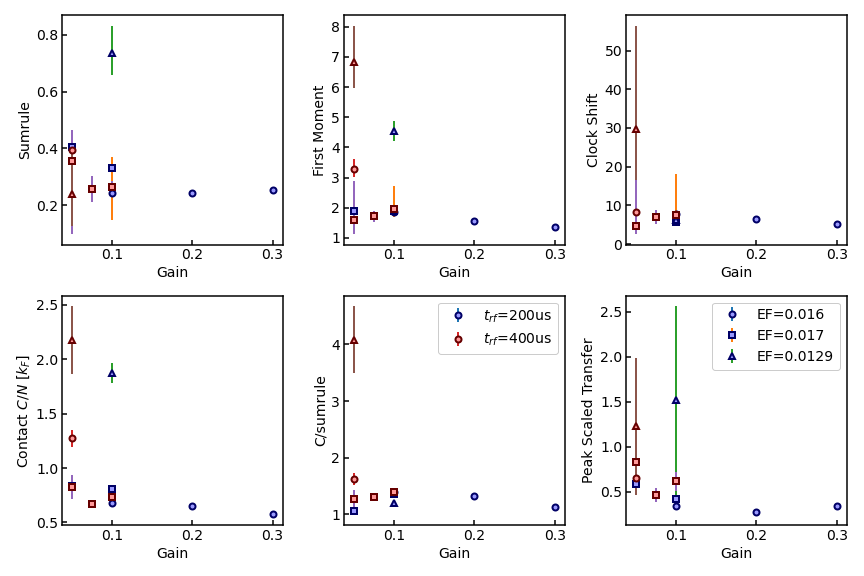 0.8
0.6
0.4
0.2
Sumrule
0.1 0.2 0.3
Gain
8
7
6
5
4
3
2
1
First Moment
0.1 0.2 0.3
Gain
50
40
30
20
10
0
Clock Shift
0.1 0.2 0.3
Gain
2.5
2.0
1.5
1.0
0.5
Contact C/N [k_F]
0.1 0.2 0.3
Gain
4
3
2
1
C/sumrule
t_rf=200us
t_rf=400us
0.1 0.2 0.3
Gain
2.5
2.0
1.5
1.0
0.5
Peak Scaled Transfer
EF=0.016
EF=0.017
EF=0.0129
0.1 0.2 0.3
Gain